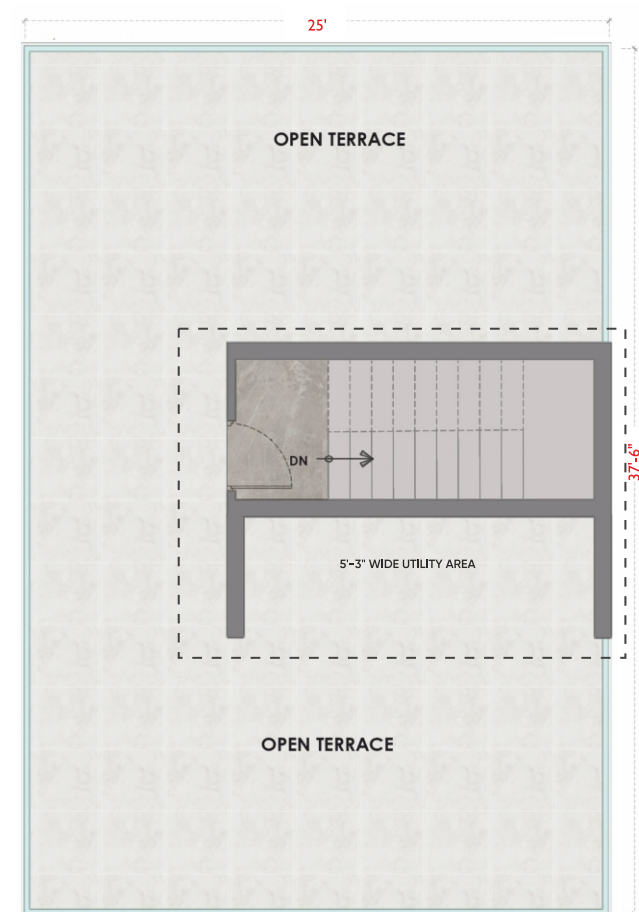 25'
OPEN TERRACE
37'-6"
DN
5'-3" WIDE UTILITY AREA
OPEN TERRACE